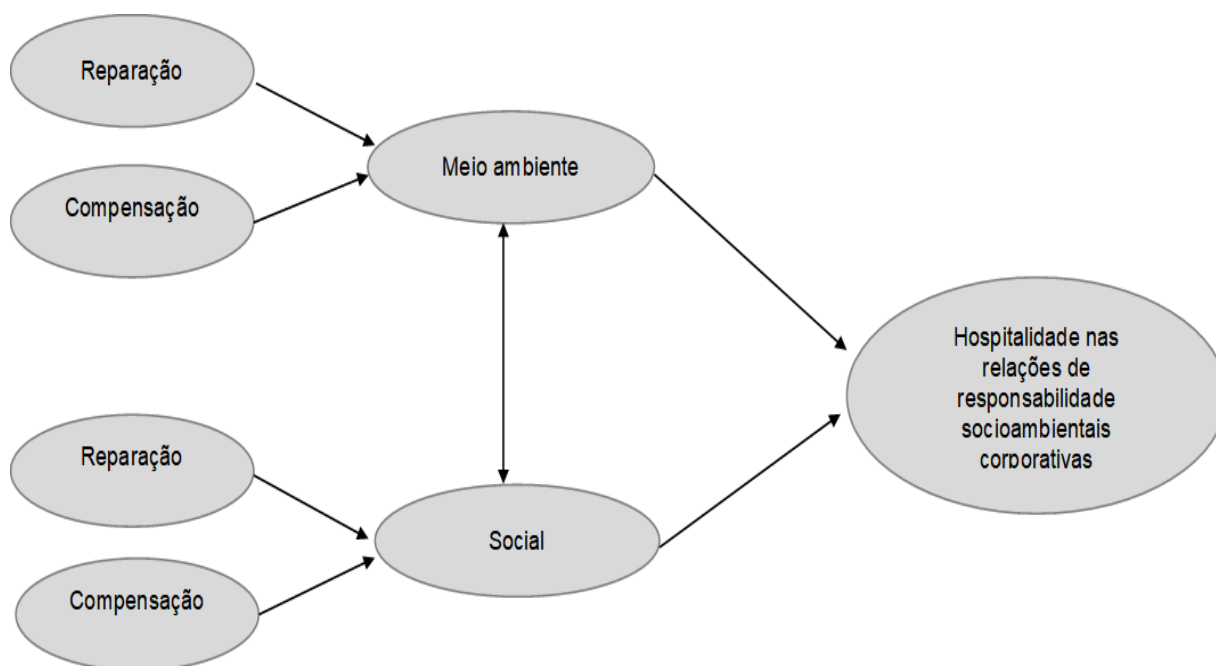 Reparação
Compensação
Meio ambiente
Hospitalidade nas
relações de
responsabilidade
socioambientais
corporativas
Reparação
Compensação
Social